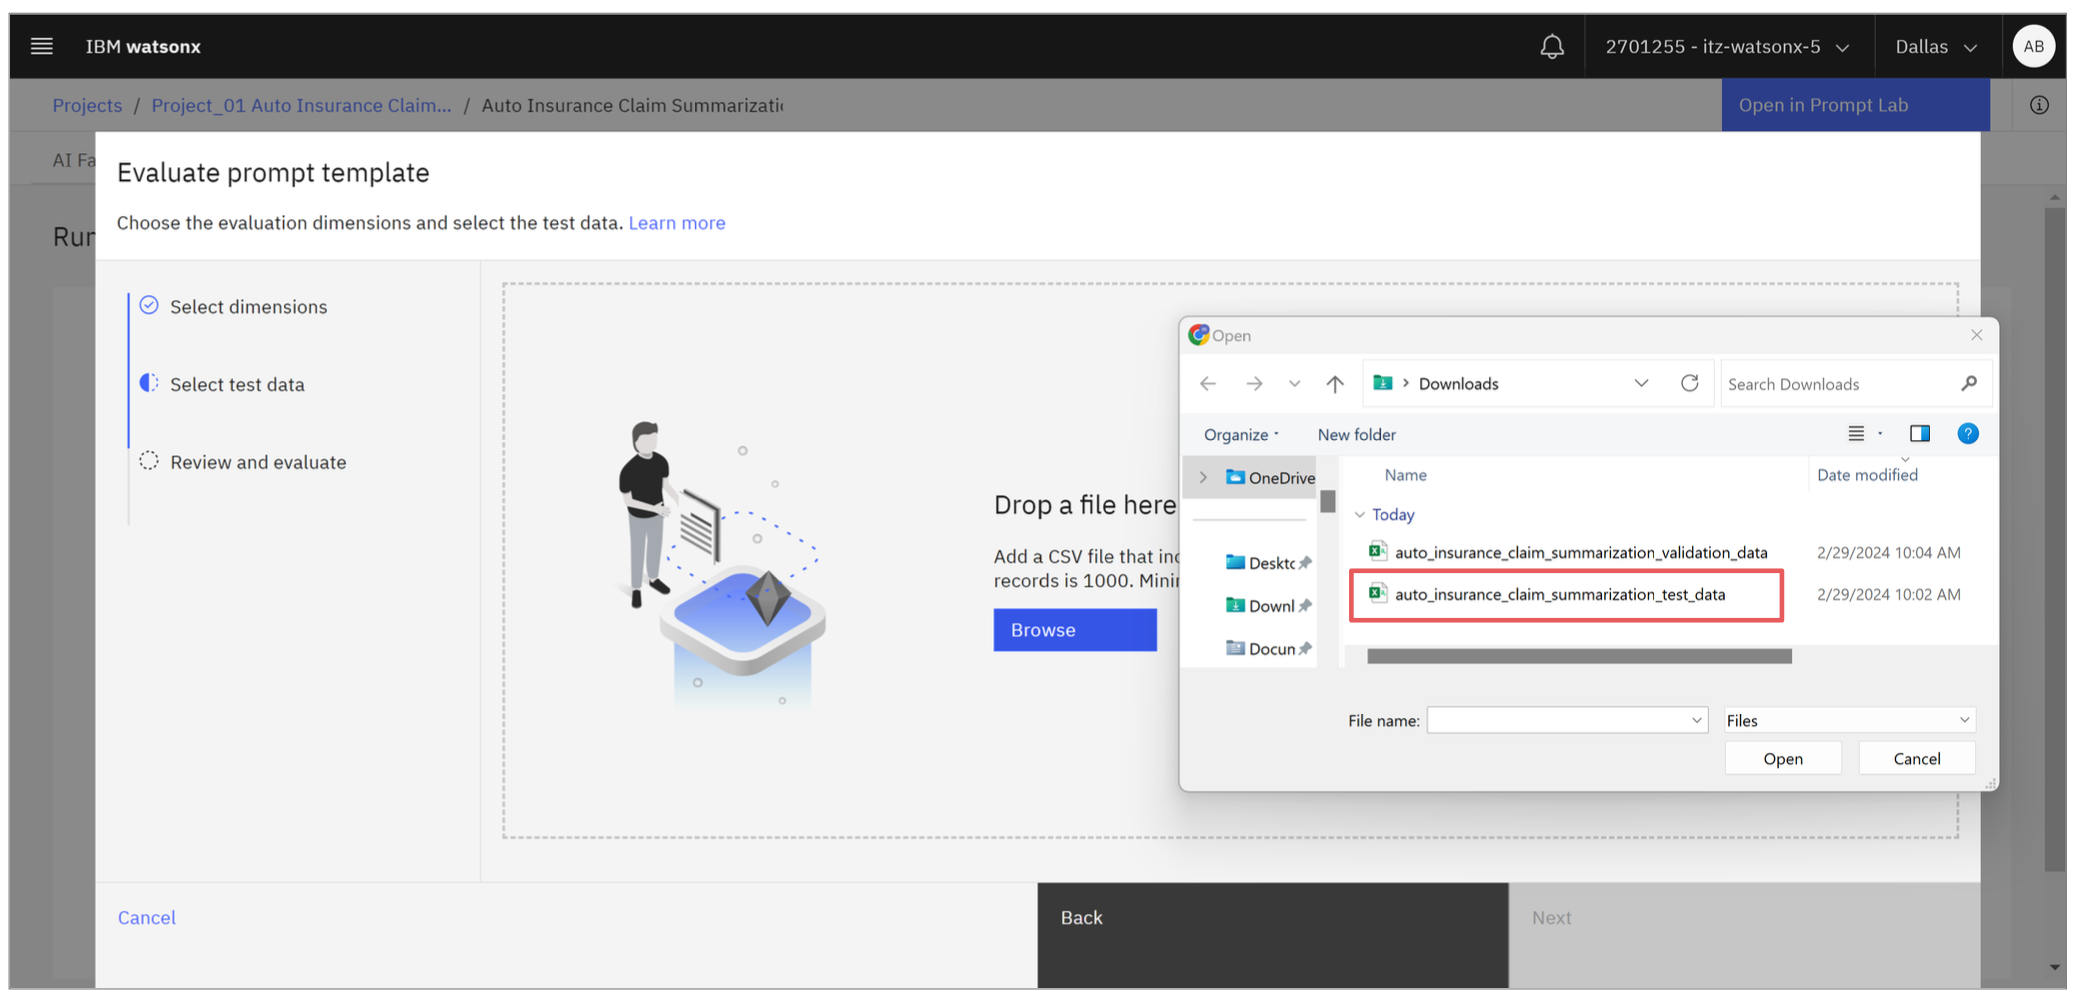 IBM watsonx
2701255 - itz-watsonx-5
Dallas
AB
Projects / Project_01 Auto Insurance Claim... / Auto Insurance Claim Summarizati
Open in Prompt Lab
AI Fa
Evaluate prompt template
Choose the evaluation dimensions and select the test data. Learn more
Run
Select dimensions
Select test data
Review and evaluate
Drop a file here
Add a CSV file that inc
records is 1000. Mini
Browse
Open
Downloads
Search Downloads
Organize
New folder
OneDrive
Name
Date modified
Today
auto_insurance_claim_summarization_validation_data
2/29/2024 10:04 AM
auto_insurance_claim_summarization_test_data
2/29/2024 10:02 AM
Deskto
Downl
Docun
File name:
Files
Open
Cancel
Cancel
Back
Next